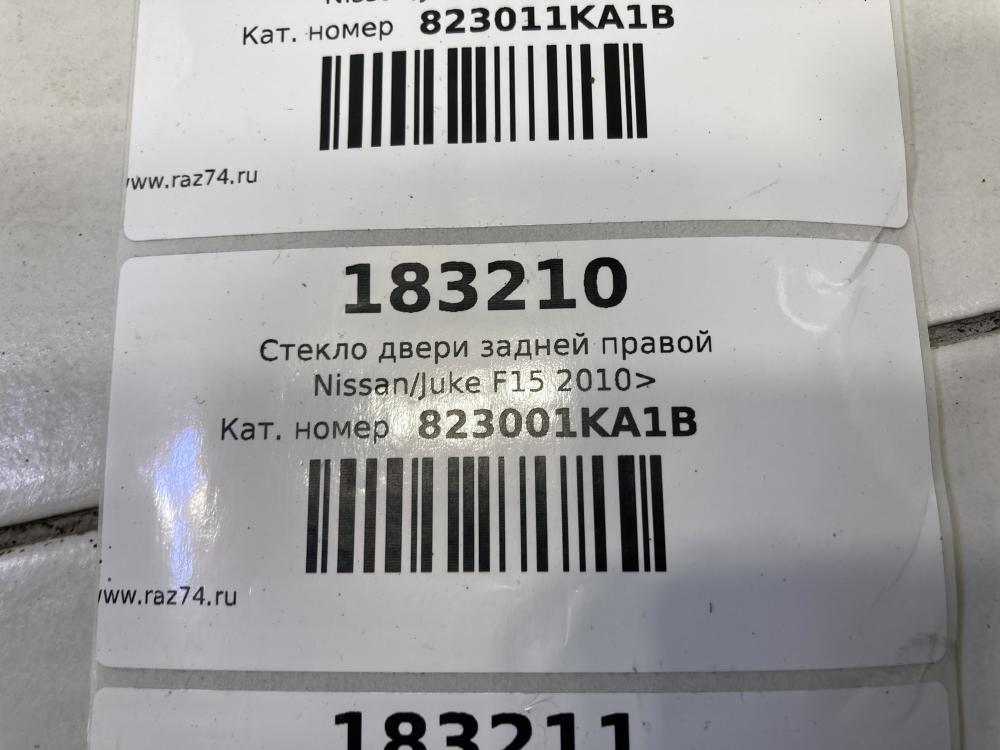 Кат. номер 823011KA1B
www.raz74.ru
183210
Стекло двери задней правой
Nissan/Juke F15 2010>
Кат. номер 823001KA1B
www.raz74.ru
183211